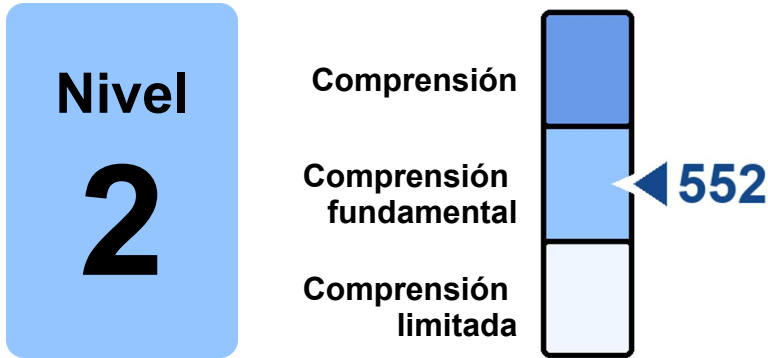 Nivel
2
Comprensión
Comprensión
fundamental
552
Comprensión
limitada